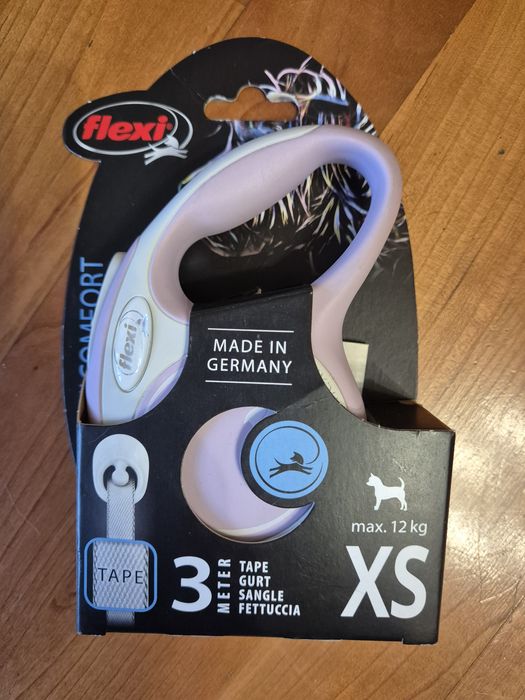 flexi
COMFORT
flexi
MADE IN
GERMANY
max. 12 kg
TAPE
3
METER
TAPE
GURT
SANGLE
FETTUCCIA
XS